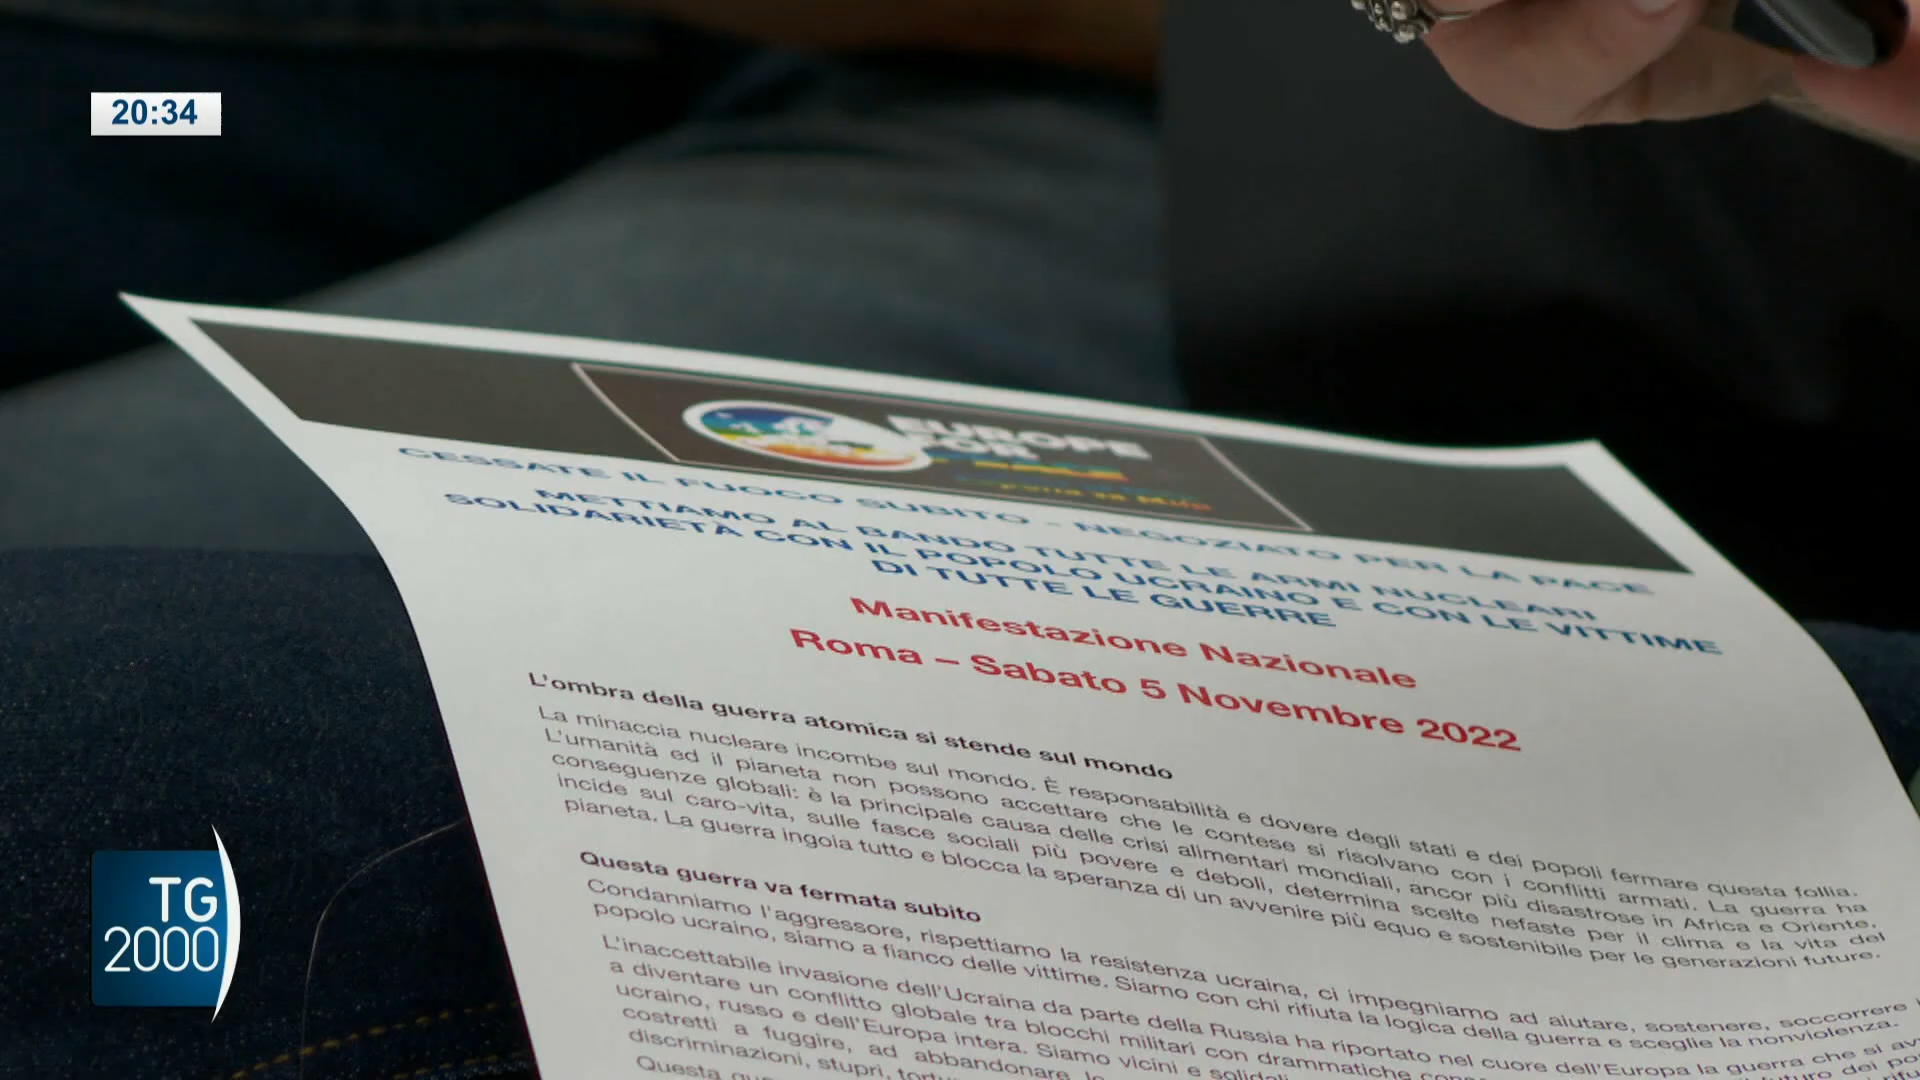 20:34
EUROPE
FOR
CESSATE IL FUOCO SUBITO - NEGOZIATO PER LA PACE
METTIAMO AL BANDO TUTTE LE ARMI NUCLEARI
SOLIDARIETÀ CON IL POPOLO UCRAINO E CON LE VITTIME
DI TUTTE LE GUERRE
Manifestazione Nazionale
Roma – Sabato 5 Novembre 2022
L'ombra della guerra atomica si stende sul mondo
La minaccia nucleare incombe sul mondo. È responsabilità e dovere degli stati e dei popoli fermare questa follia.
L'umanità ed il pianeta non possono accettare che le contese si risolvano con i conflitti armati. La guerra ha
conseguenze globali: è la principale causa delle crisi alimentari mondiali, ancor più disastrose in Africa e Oriente,
incide sul caro-vita, sulle fasce sociali più povere e deboli, determina scelte nefaste per il clima e la vita del
pianeta. La guerra ingoia tutto e blocca la speranza di un avvenire più equo e sostenibile per le generazioni future.
Questa guerra va fermata subito
Condanniamo l'aggressore, rispettiamo la resistenza ucraina, ci impegniamo ad aiutare, sostenere, soccorrere
popolo ucraino, siamo a fianco delle vittime. Siamo con chi rifiuta la logica della guerra e sceglie la nonviolenza.
L'inaccettabile invasione dell'Ucraina da parte della Russia ha riportato nel cuore dell'Europa la guerra che si
a diventare un conflitto globale tra blocchi militari con drammatiche
ucraino, russo e dell'Europa intera. Siamo vicini e
costretti a fuggire, ad abbandonare
discriminazioni, stupri,
Questa
TG
2000